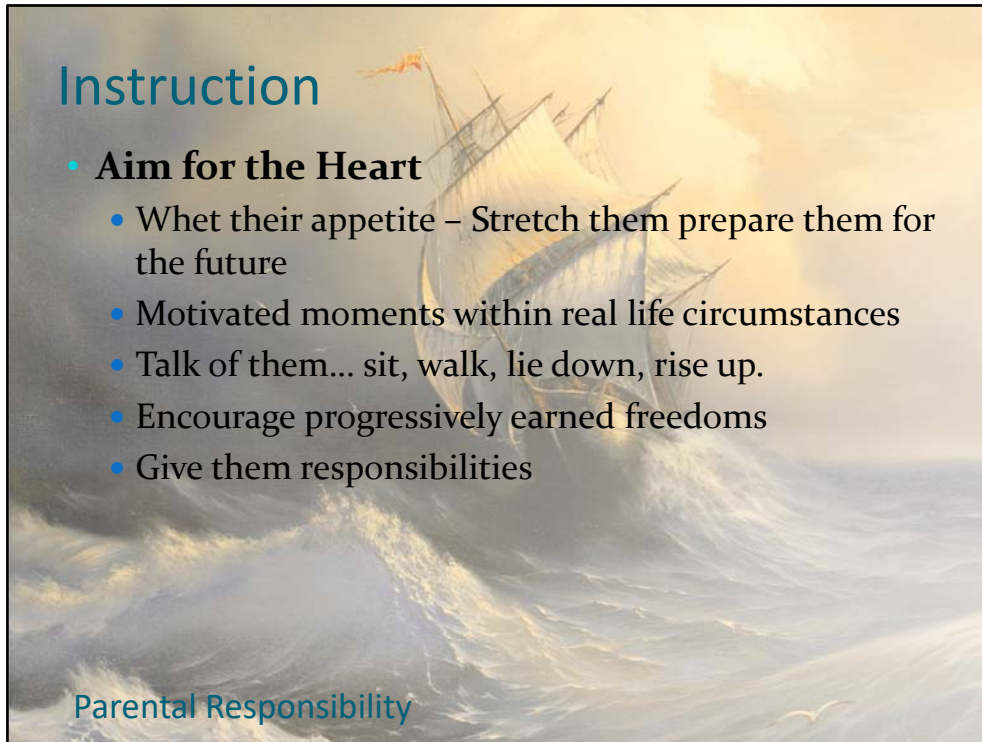 Instruction
• Aim for the Heart
• Whet their appetite – Stretch them prepare them for
the future
• Motivated moments within real life circumstances
• Talk of them... sit, walk, lie down, rise up.
• Encourage progressively earned freedoms
• Give them responsibilities
Parental Responsibility